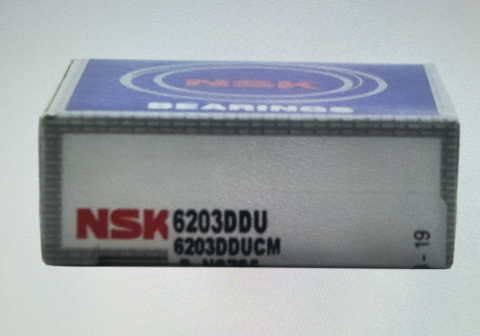 NSK
BEARINGS
NSK 6203DDU
6203DDUCM
- 19